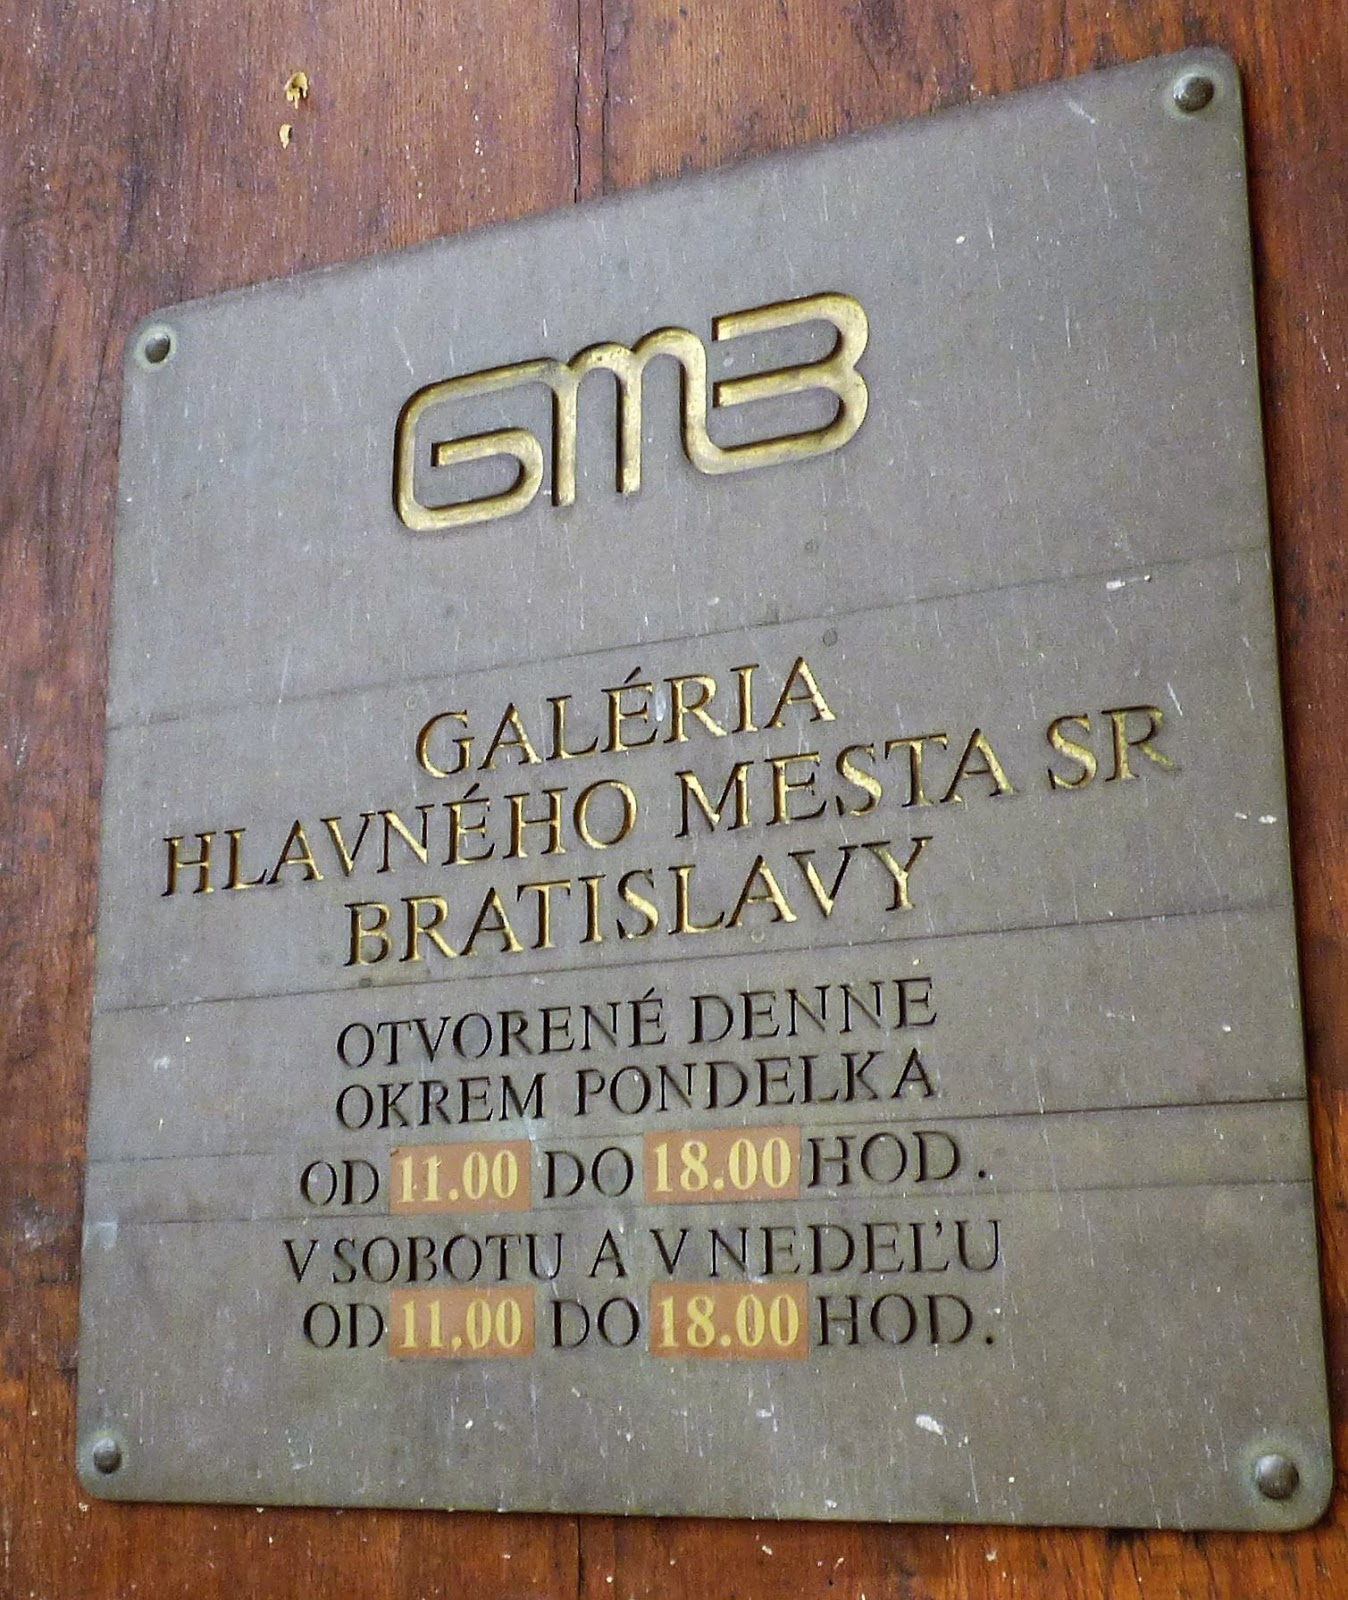 GMB
GALÉRIA
HLAVNÉHO MESTA SR
BRATISLAVY
OTVORENÉ DENNE
OKREM PONDELKA
OD 11.00 DO 18.00 HOD.
V SOBOTU A V NEDEĽU
OD 11.00 DO 18.00 HOD.